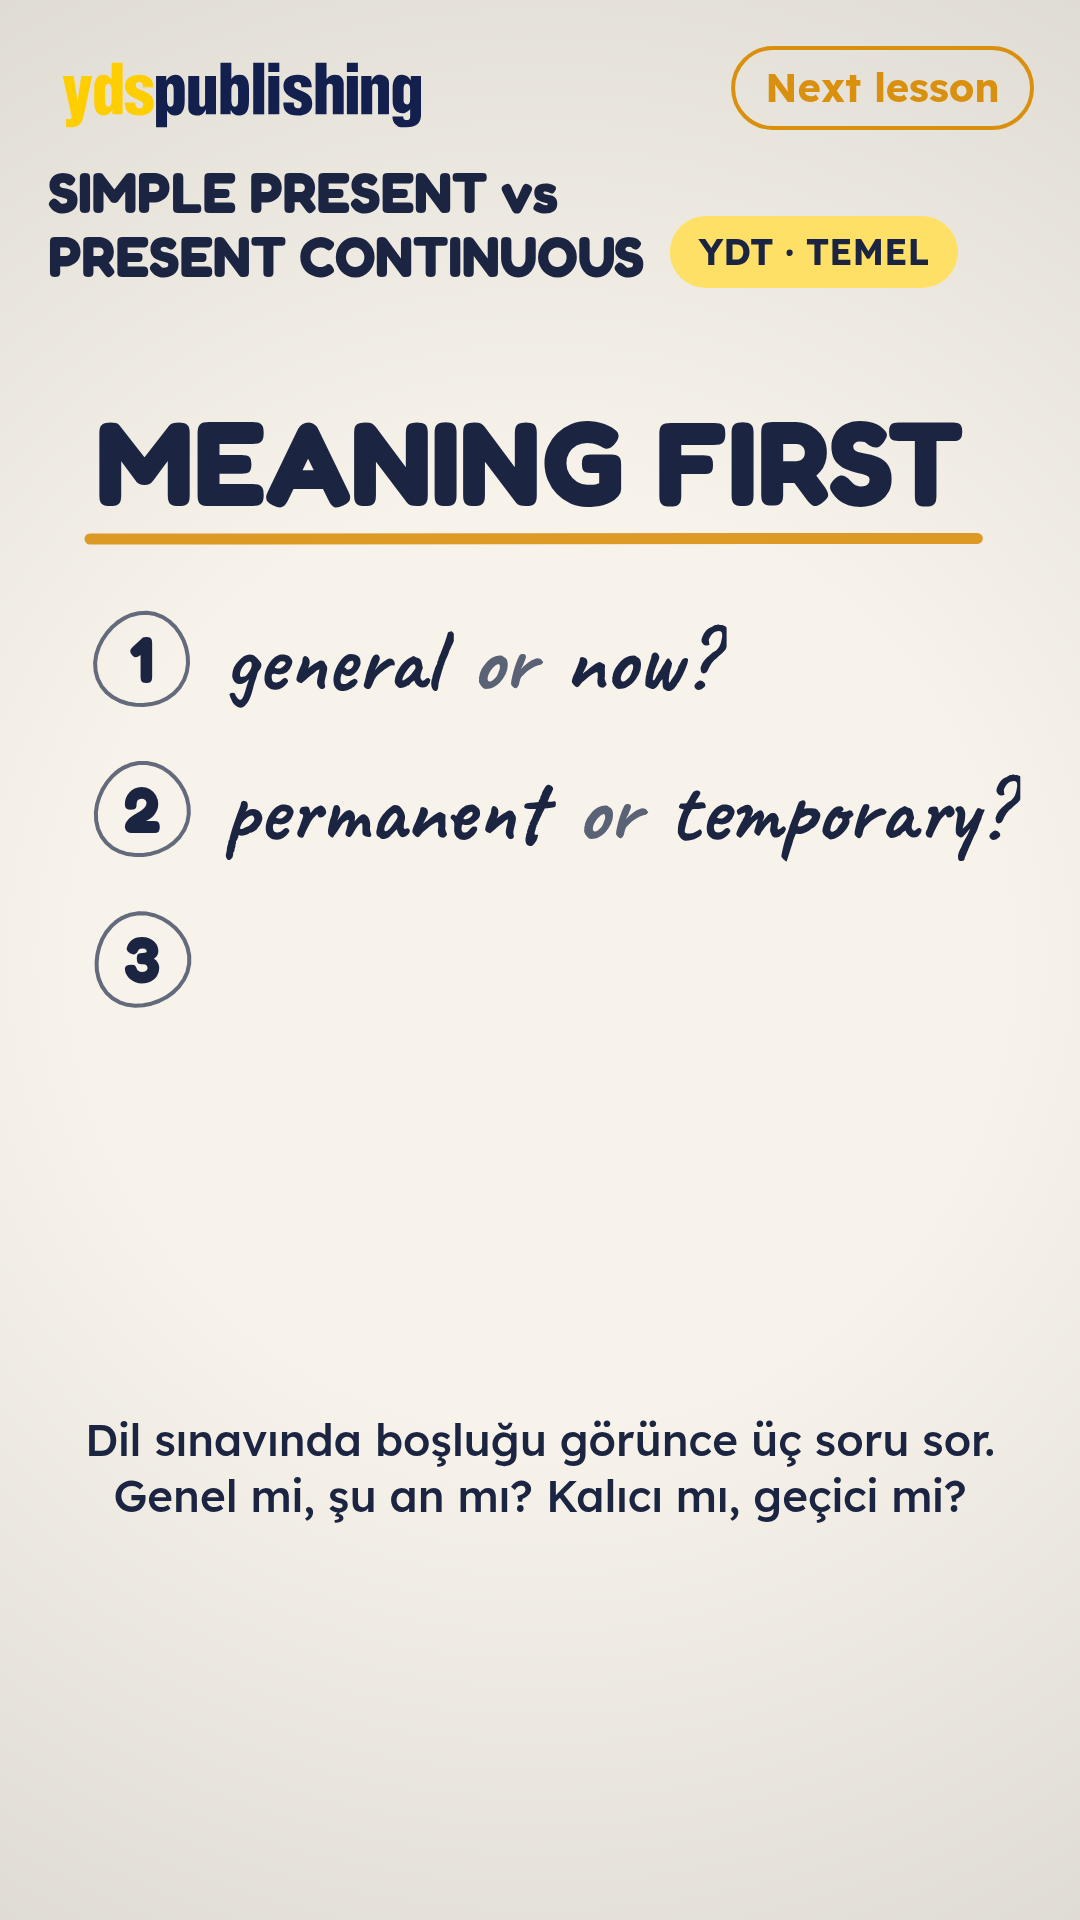 ydspublishing
Next lesson
SIMPLE PRESENT vs
PRESENT CONTINUOUS
YDT · TEMEL
MEANING FIRST
1 general or now?
2 permanent or temporary?
3
Dil sınavında boşluğu görünce üç soru sor.
Genel mi, şu an mı? Kalıcı mı, geçici mi?